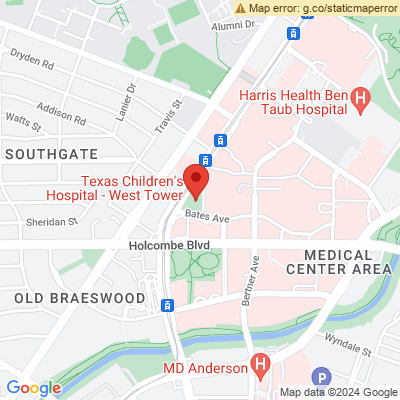 Map error: g.co/staticmaperror
Alumni Dr
Dryden Rd
Lanier Dr
Harris Health Ben
Taub Hospital
H
Addison Rd
Travis St
Watts St
SOUTHGATE
Texas Children's
Hospital - West Tower
Sheridan St
Bates Ave
Holcombe Blvd
MEDICAL
CENTER AREA
Bertner Ave
OLD BRAESWOOD
Wyndale St
MD Anderson
H
P
Google
Map data ©2024 Google